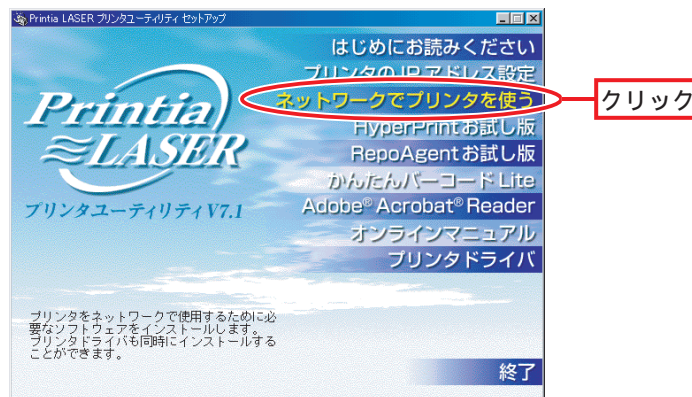 Printia LASER プリンタユーティリティ セットアップ
はじめにお読みください
プリンタのIPアドレス設定
ネットワークでプリンタを使う
クリック
HyperPrintお試し版
RepoAgentお試し版
かんたんバーコードLite
Adobe® Acrobat® Reader
オンラインマニュアル
プリンタドライバ
Printia
LASER
プリンタユーティリティV7.1
プリンタをネットワークで使用するために必
要なソフトウェアをインストールします。
プリンタドライバも同時にインストールする
ことができます。
終了